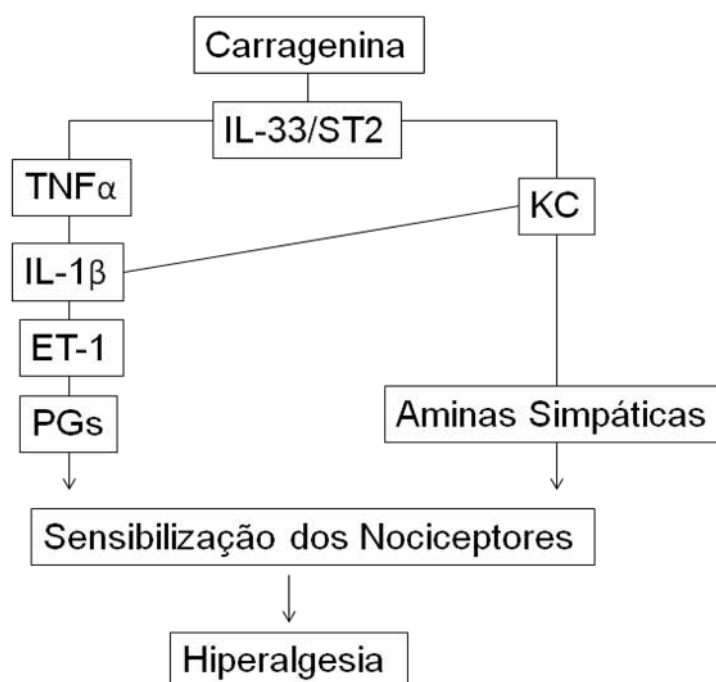 Carragenina
IL-33/ST2
TNFα
KC
IL-1β
ET-1
PGs
Aminas Simpáticas
Sensibilização dos Nociceptores
Hiperalgesia